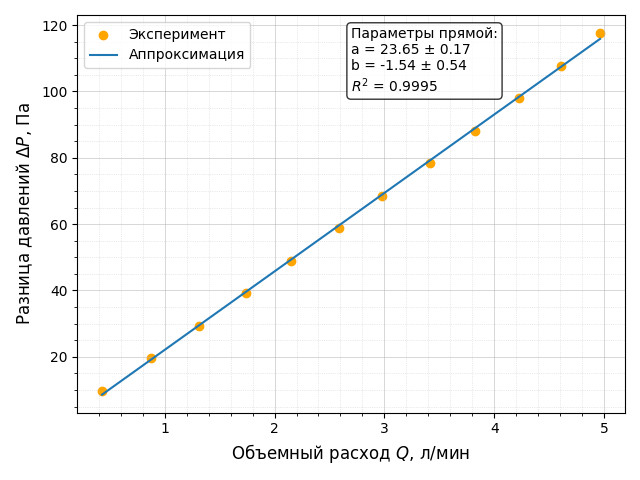 Эксперимент
Аппроксимация
Параметры прямой:
a = 23.65 ± 0.17
b = -1.54 ± 0.54
R² = 0.9995
Разница давлений ΔP, Па
120
100
80
60
40
20
1 2 3 4 5
Объемный расход Q, л/мин